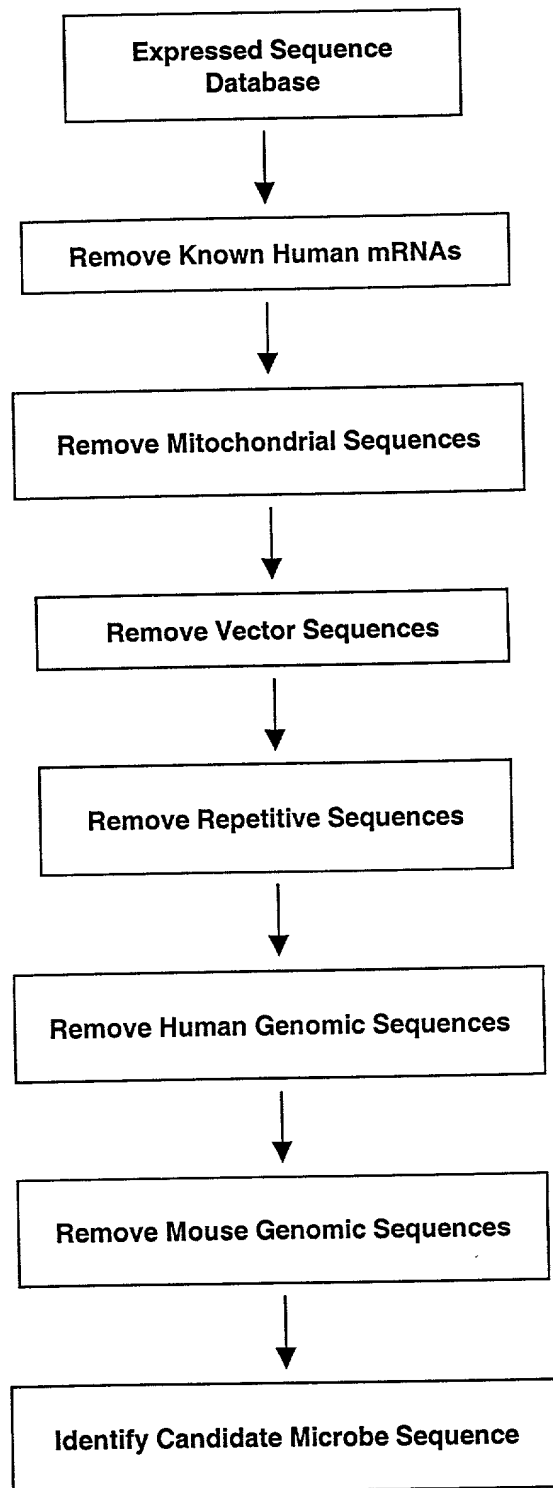 Expressed Sequence
Database
Remove Known Human mRNAs
Remove Mitochondrial Sequences
Remove Vector Sequences
Remove Repetitive Sequences
Remove Human Genomic Sequences
Remove Mouse Genomic Sequences
Identify Candidate Microbe Sequence